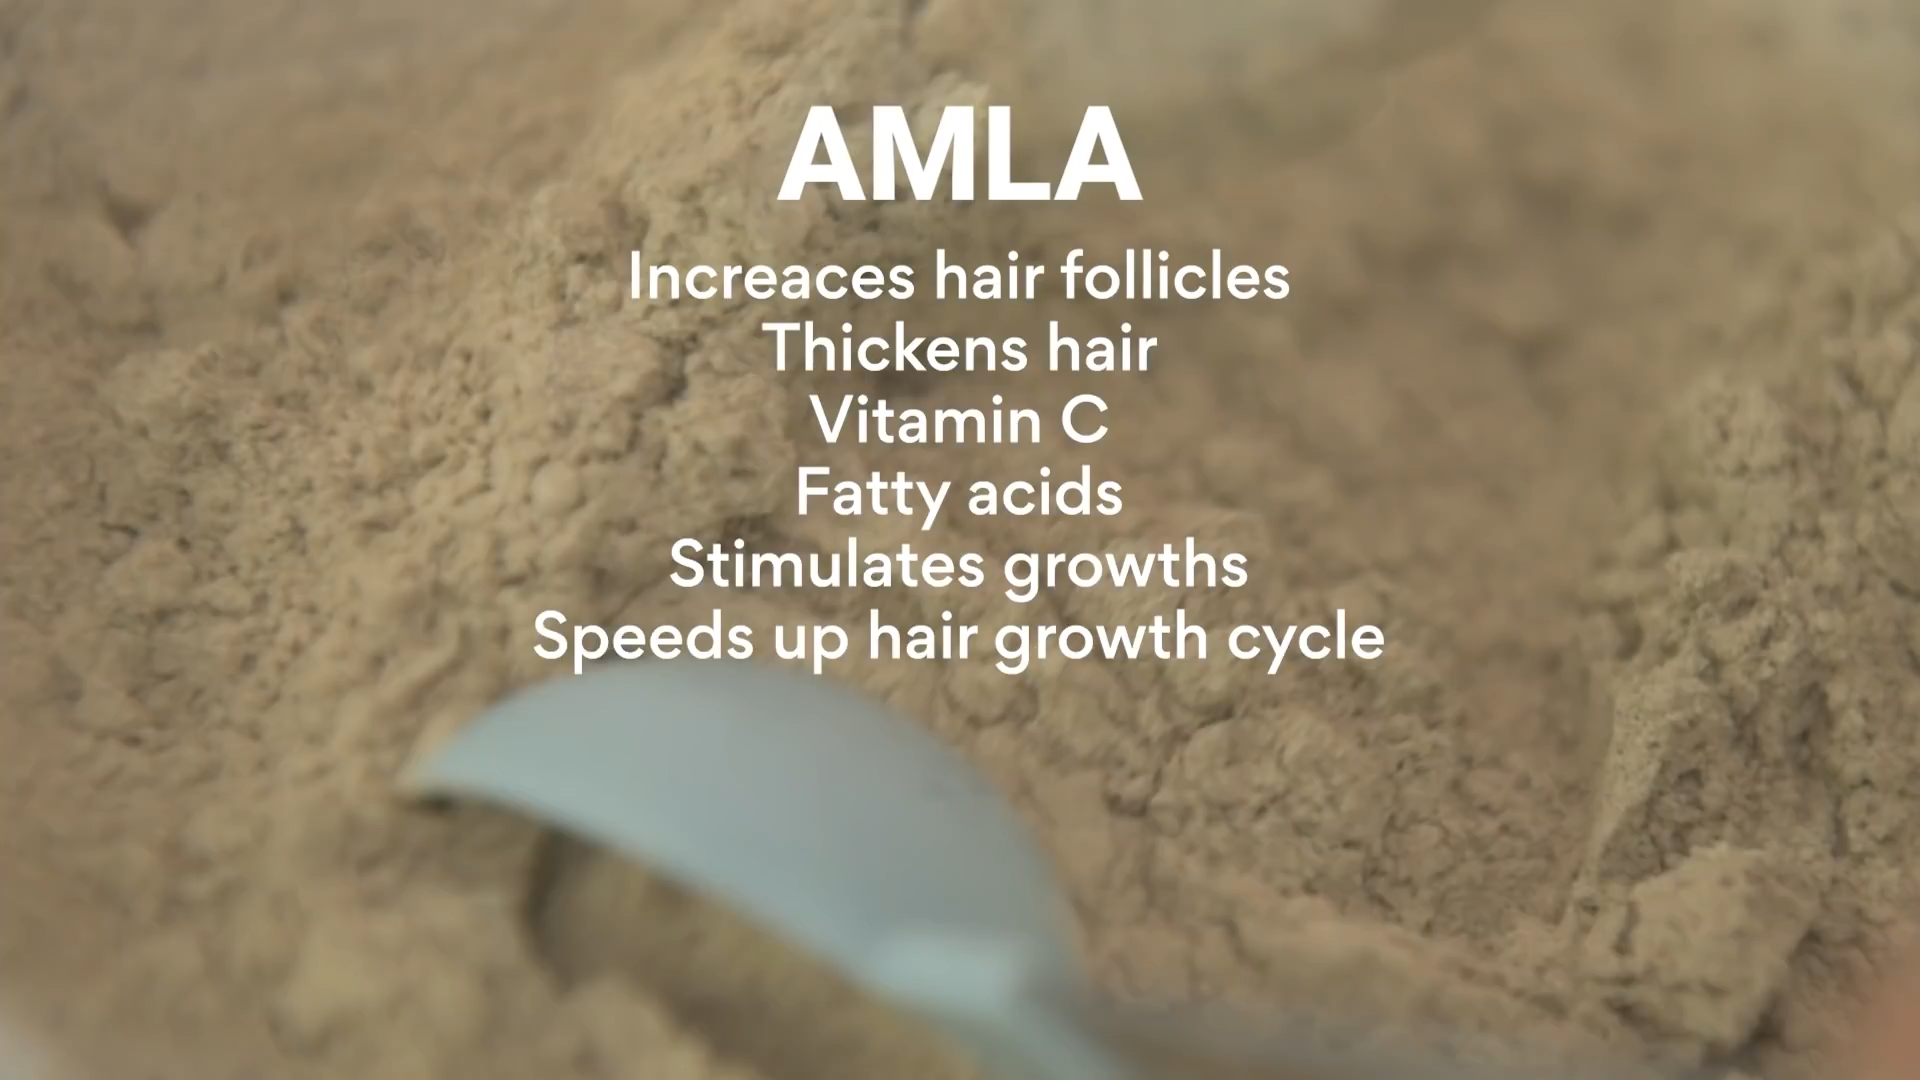 AMLA
Increaces hair follicles
Thickens hair
Vitamin C
Fatty acids
Stimulates growths
Speeds up hair growth cycle